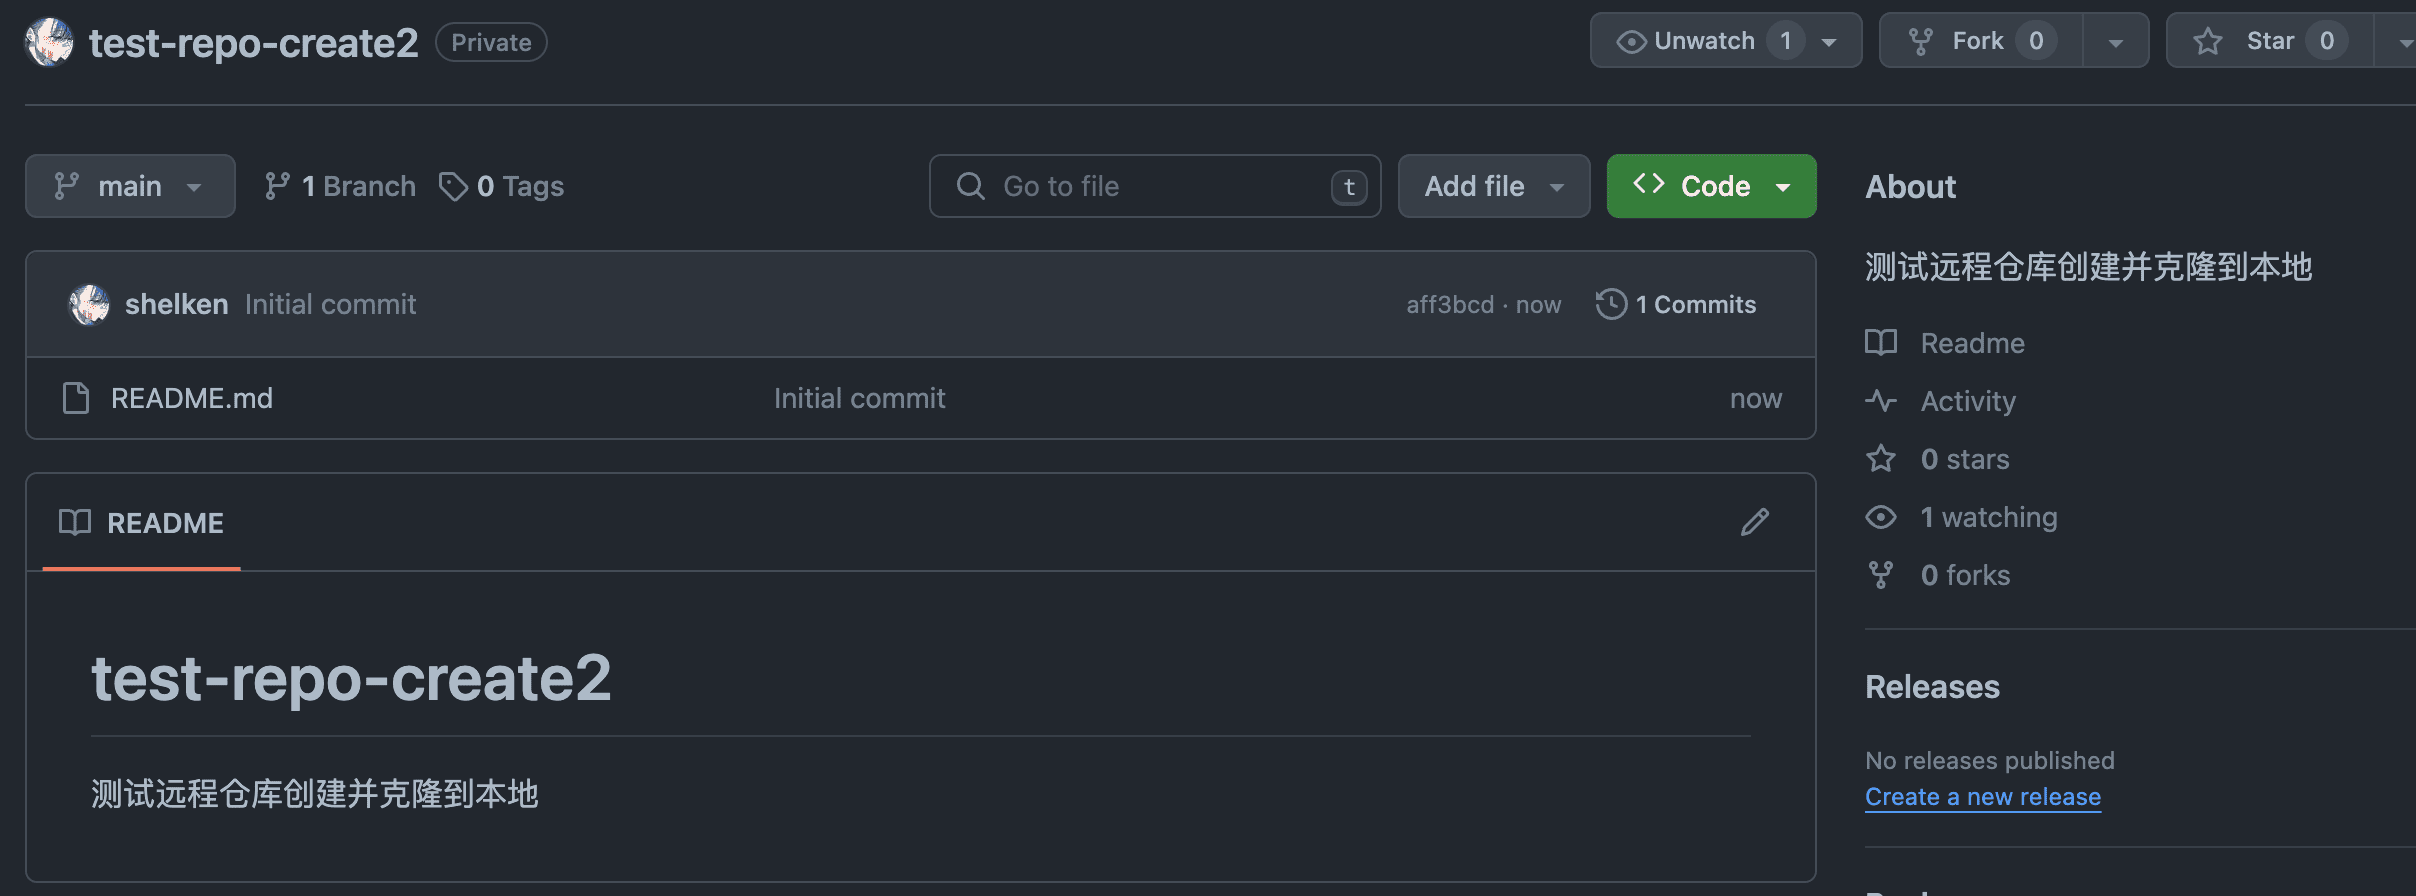 test-repo-create2 Private Unwatch 1 Fork 0 Star 0
main 1 Branch 0 Tags Go to file t Add file Code
shelken Initial commit aff3bcd · now 1 Commits
README.md Initial commit now
README
test-repo-create2
测试远程仓库创建并克隆到本地
About
测试远程仓库创建并克隆到本地
Readme
Activity
0 stars
1 watching
0 forks
Releases
No releases published
Create a new release